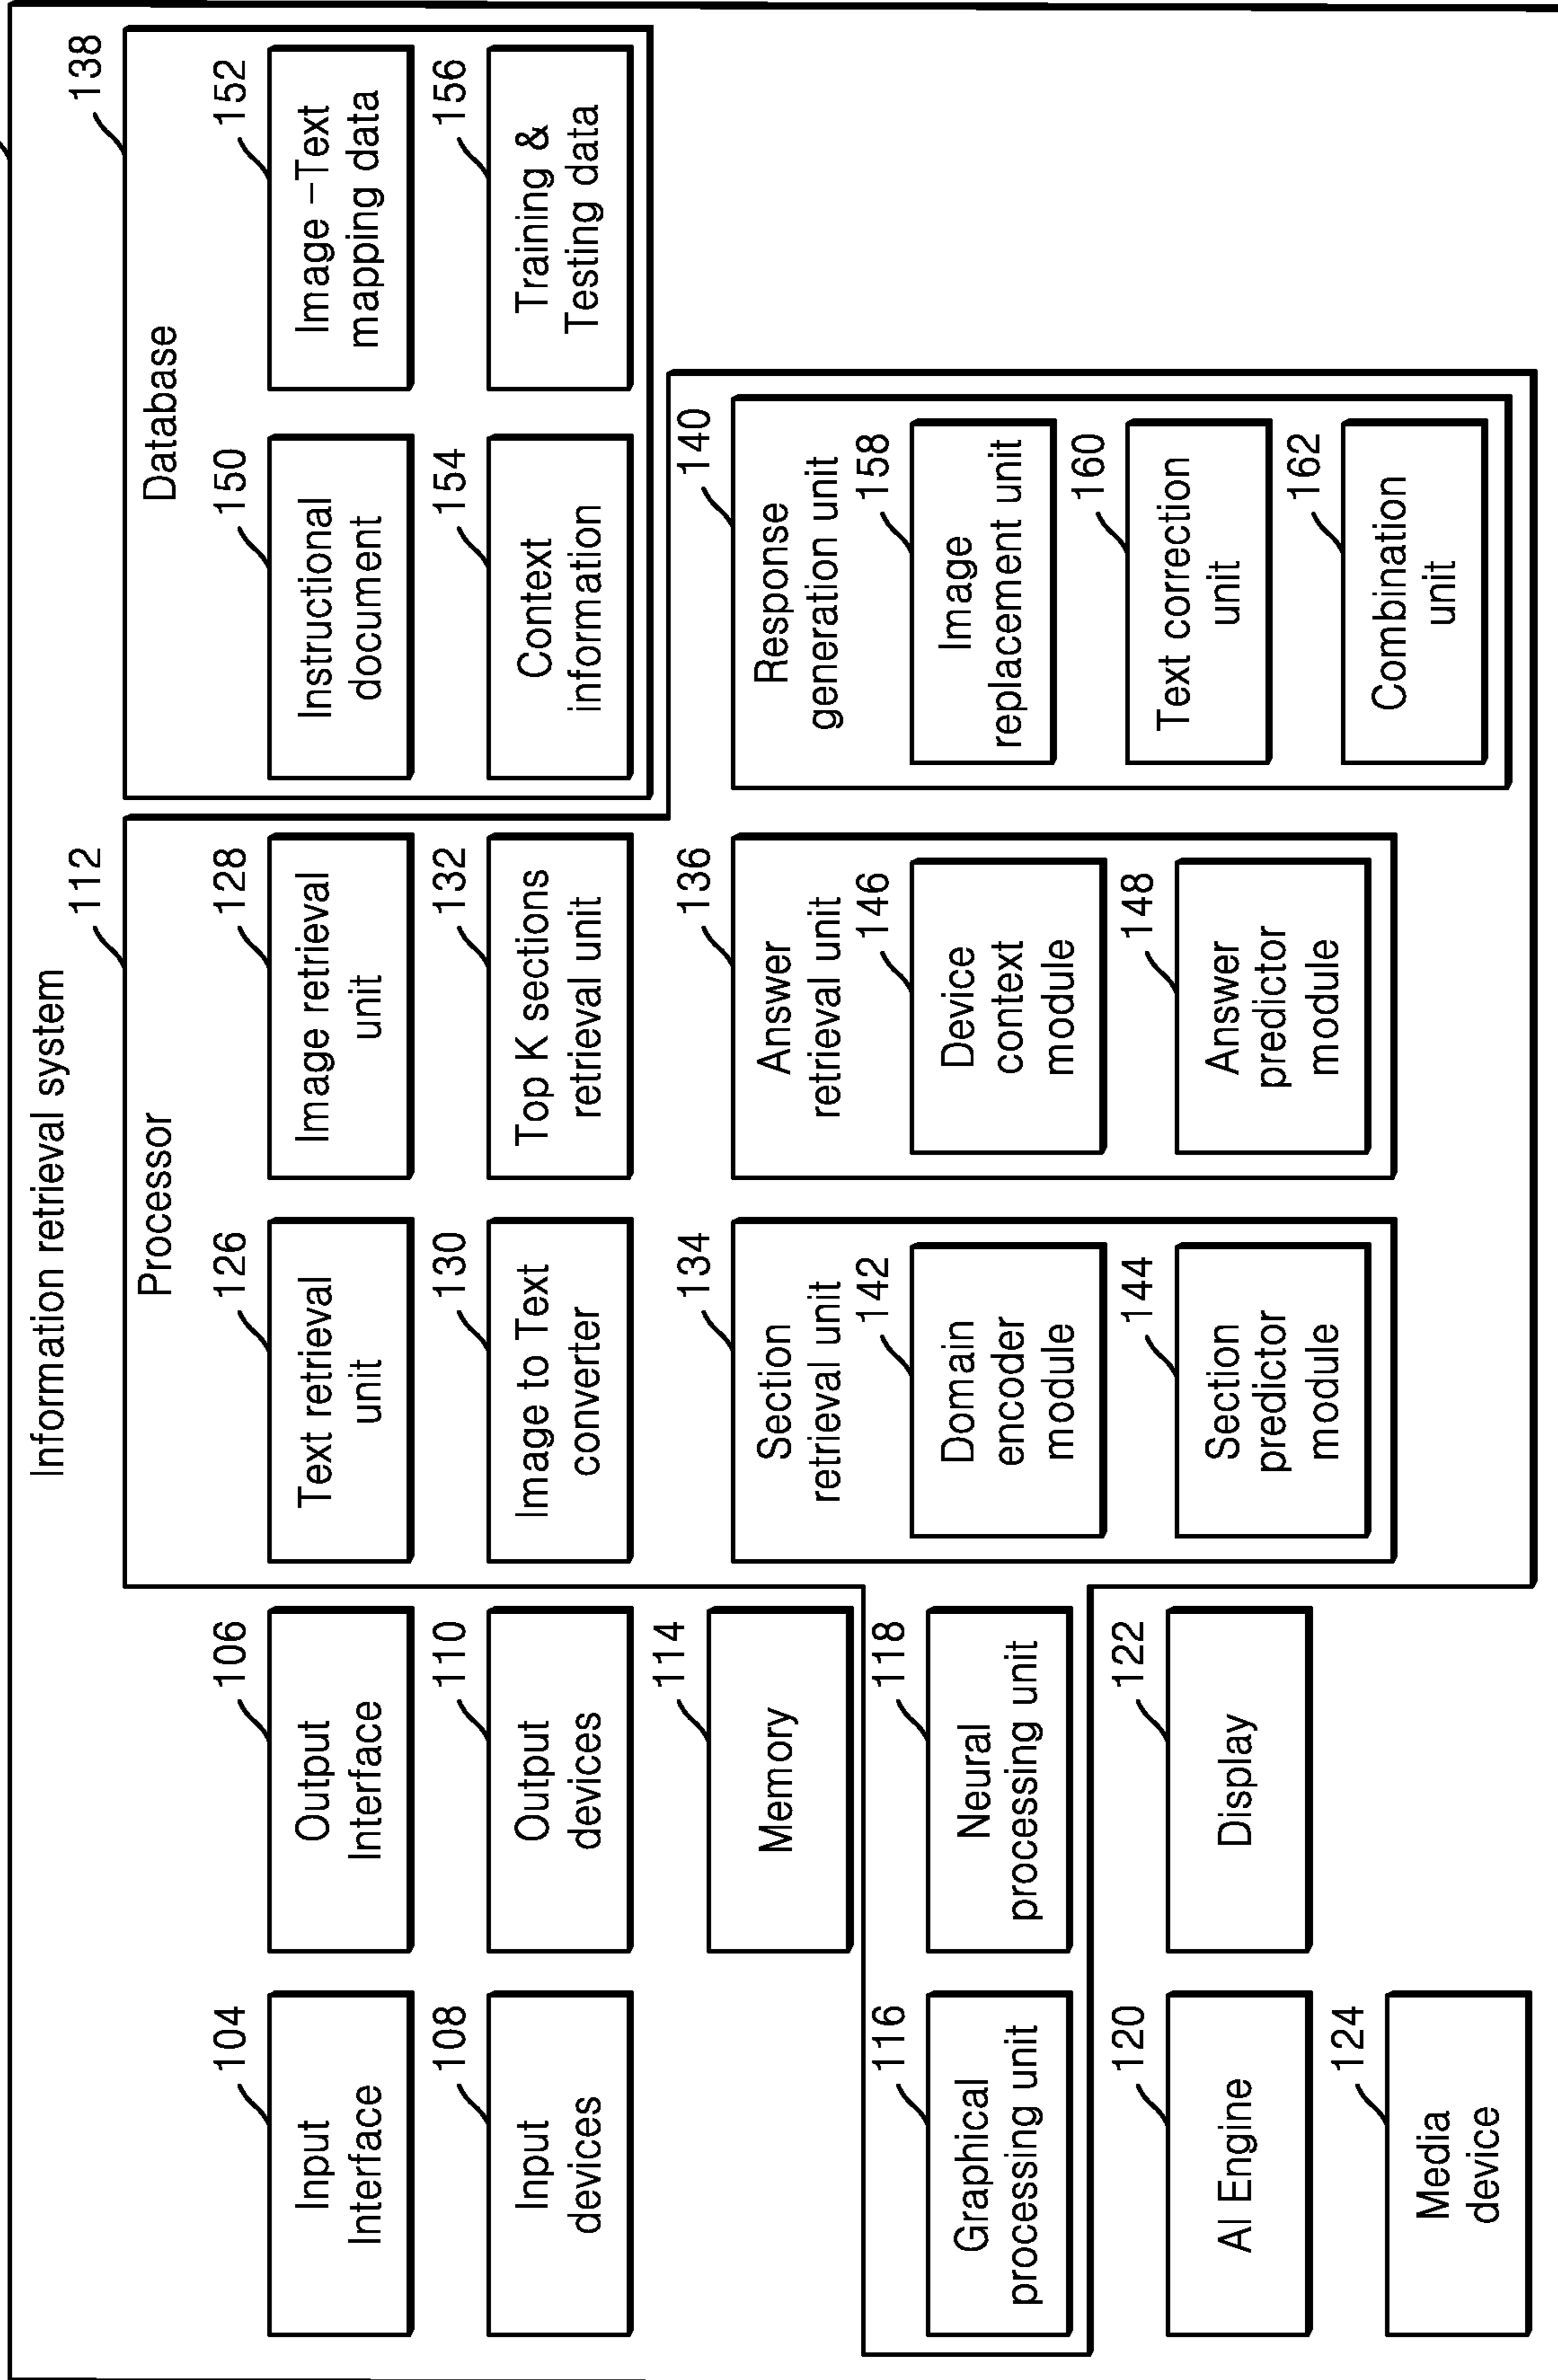 Information retrieval system
104
Input
Interface
106
Output
Interface
108
Input
devices
110
Output
devices
114
Memory
116
Graphical
processing unit
118
Neural
processing unit
120
AI Engine
122
Display
124
Media
device
112
Processor
126
Text retrieval
unit
128
Image retrieval
unit
130
Image to Text
converter
132
Top K sections
retrieval unit
134
Section
retrieval unit
142
Domain
encoder
module
144
Section
predictor
module
136
Answer
retrieval unit
146
Device
context
module
148
Answer
predictor
module
140
Response
generation unit
158
Image
replacement unit
160
Text correction
unit
162
Combination
unit
138
Database
150
Instructional
document
152
Image –Text
mapping data
154
Context
information
156
Training &
Testing data